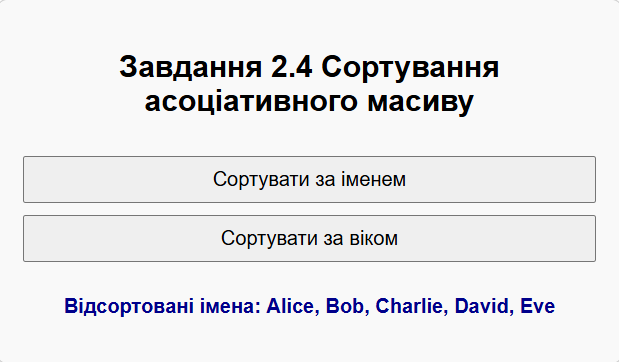 Завдання 2.4 Сортування
асоціативного масиву
Сортувати за іменем
Сортувати за віком
Відсортовані імена: Alice, Bob, Charlie, David, Eve